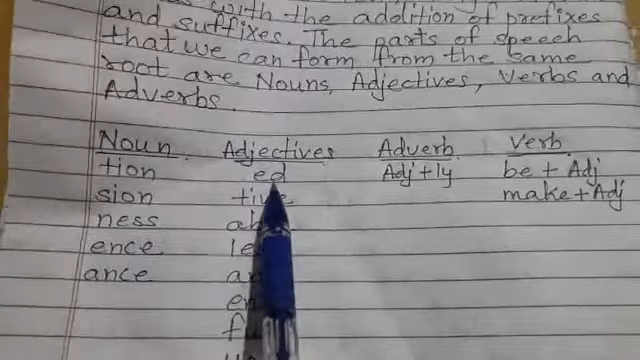 with the addition of prefixes
and suffixes. The parts of speech
that we can form from the same
root are Nouns, Adjectives, Verbs and
Adverbs.
Noun Adjectives Adverb Verb
tion ed Adj+ly be + Adj
sion make+Adj
ness
ence
ance